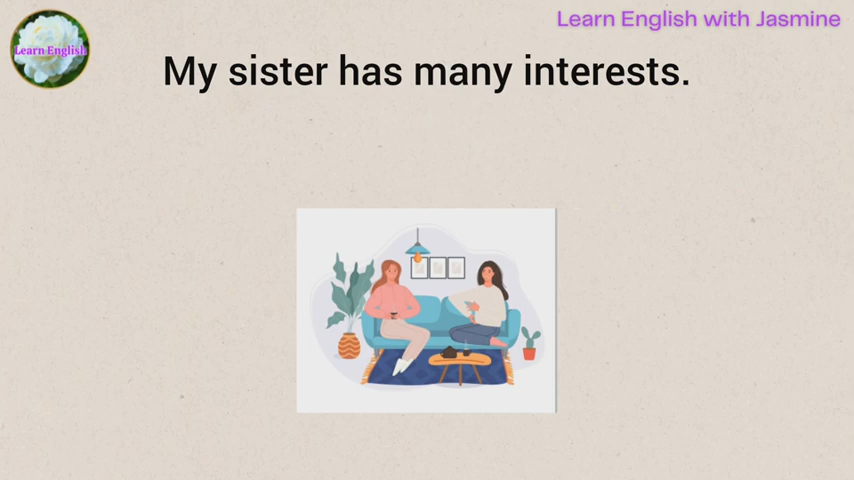 Learn English with Jasmine
Learn English
My sister has many interests.